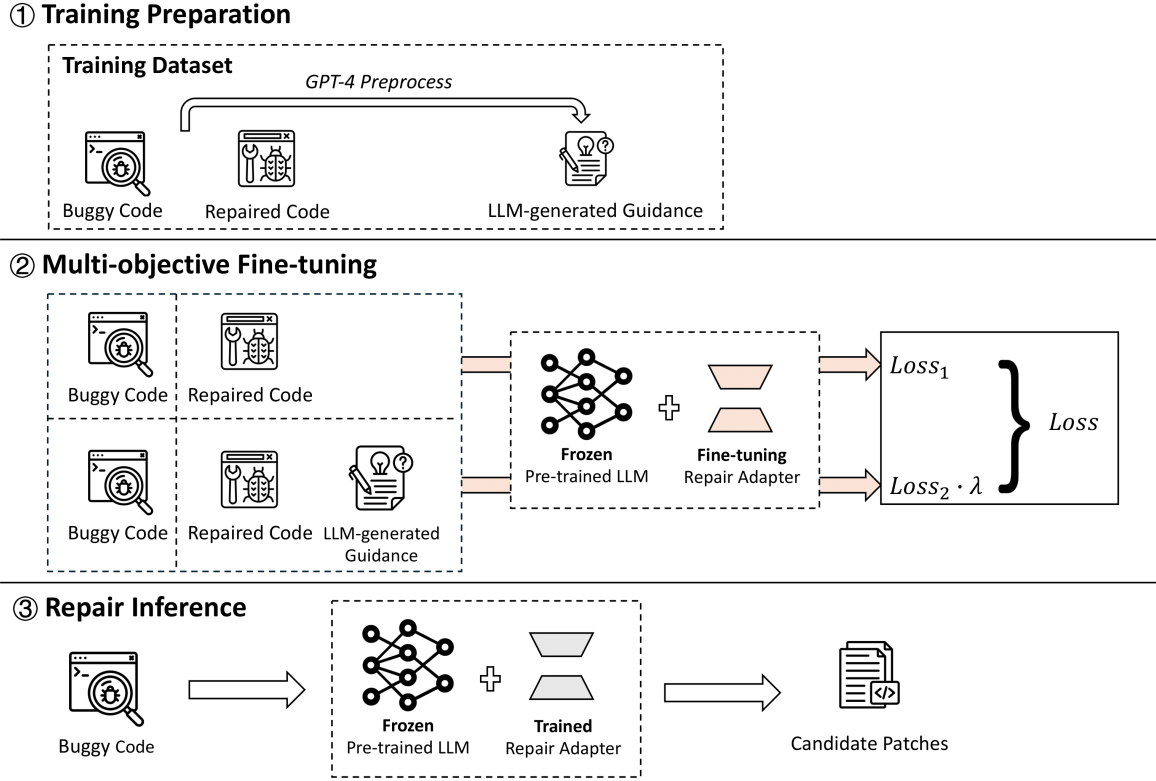 ① Training Preparation
Training Dataset
GPT-4 Preprocess
Buggy Code
Repaired Code
LLM-generated Guidance
② Multi-objective Fine-tuning
Buggy Code
Repaired Code
Buggy Code
Repaired Code
LLM-generated
Guidance
Frozen
Pre-trained LLM
Fine-tuning
Repair Adapter
Loss₁
Loss₂ · λ
Loss
③ Repair Inference
Buggy Code
Frozen
Pre-trained LLM
Trained
Repair Adapter
</>
Candidate Patches